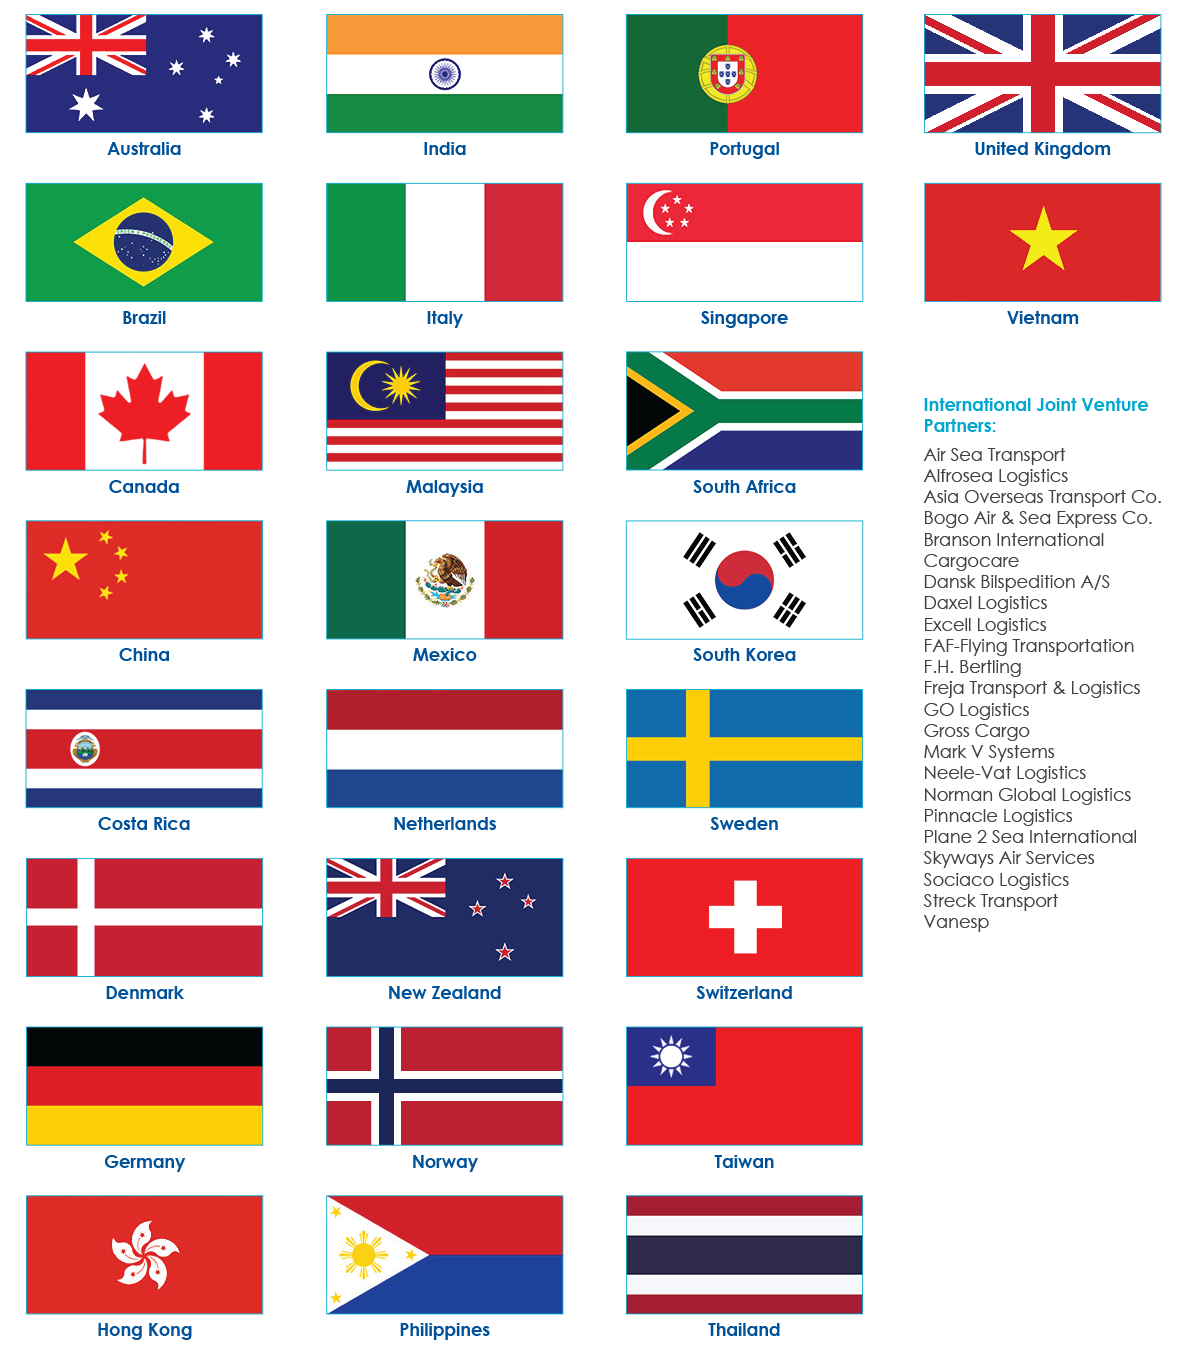 Australia
India
Portugal
United Kingdom
Brazil
Italy
Singapore
Vietnam
Canada
Malaysia
South Africa
China
Mexico
South Korea
Costa Rica
Netherlands
Sweden
Denmark
New Zealand
Switzerland
Germany
Norway
Taiwan
Hong Kong
Philippines
Thailand
International Joint Venture
Partners:
Air Sea Transport
Alfrosea Logistics
Asia Overseas Transport Co.
Bogo Air & Sea Express Co.
Branson International
Cargocare
Dansk Bilspedition A/S
Daxel Logistics
Excell Logistics
FAF-Flying Transportation
F.H. Bertling
Freja Transport & Logistics
GO Logistics
Gross Cargo
Mark V Systems
Neele-Vat Logistics
Norman Global Logistics
Pinnacle Logistics
Plane 2 Sea International
Skyways Air Services
Sociaco Logistics
Streck Transport
Vanesp